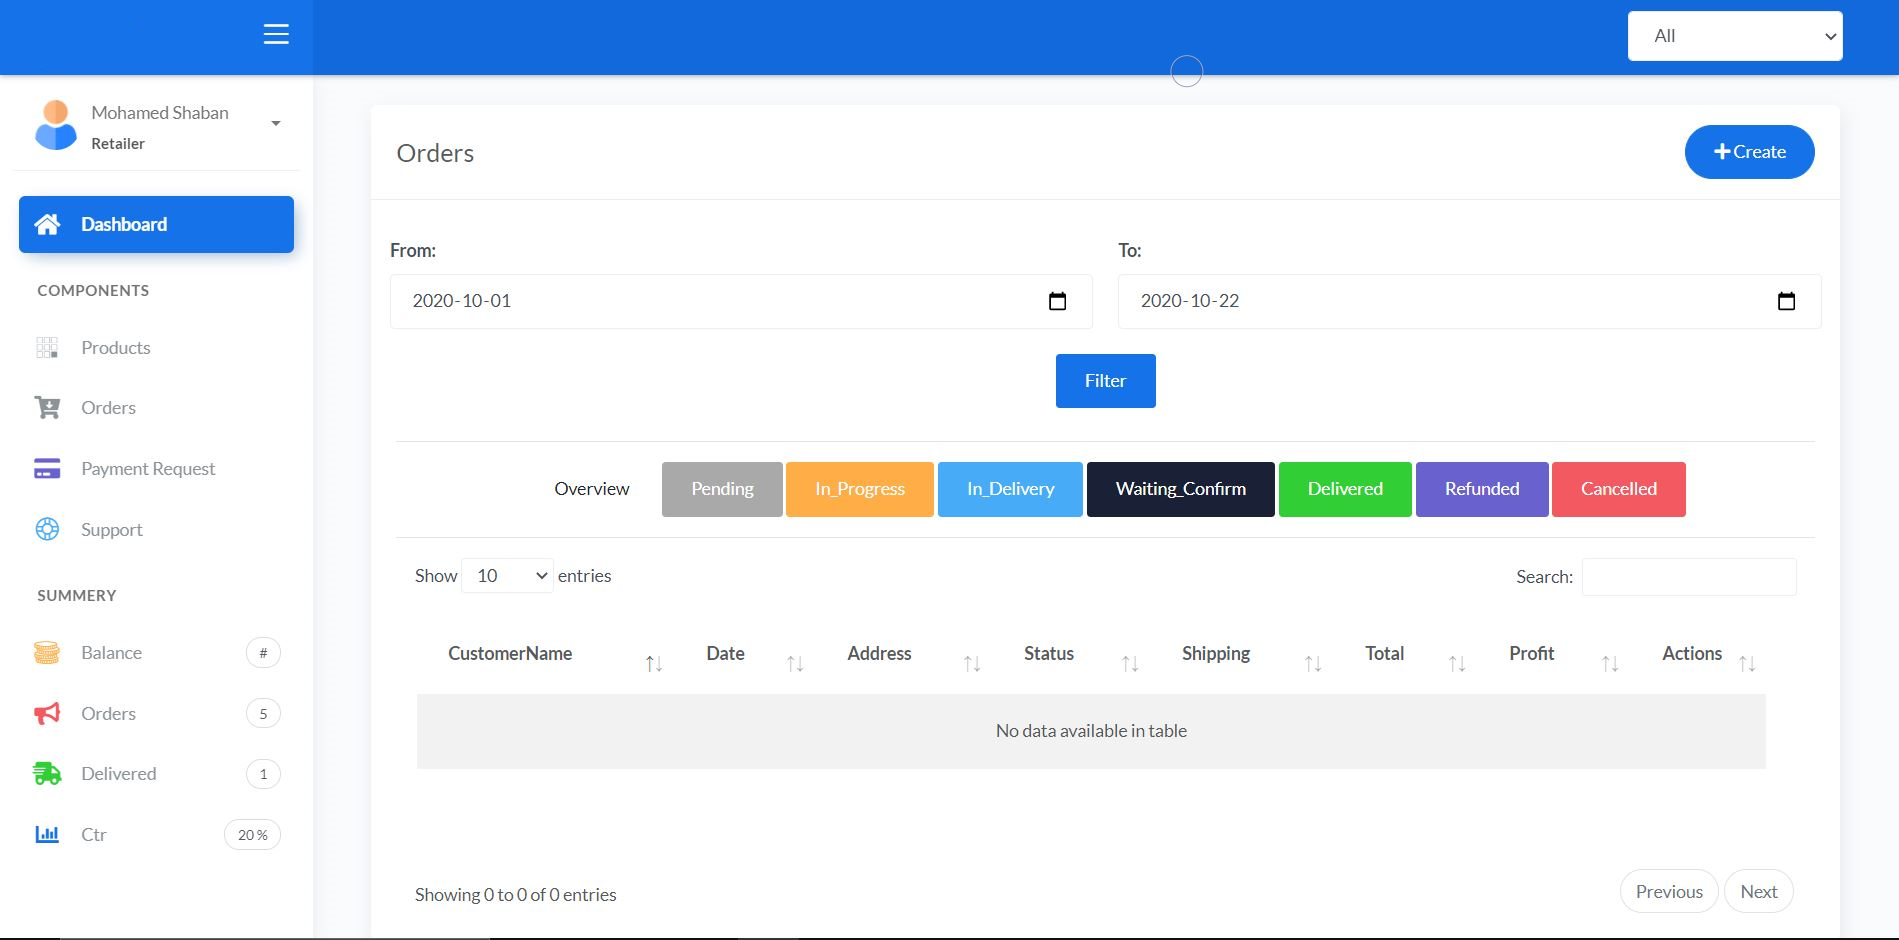 All
Mohamed Shaban
Retailer
Dashboard
COMPONENTS
Products
Orders
Payment Request
Support
SUMMERY
Balance #
Orders 5
Delivered 1
Ctr 20 %
Orders
Create
From: To:
2020-10-01 2020-10-22
Filter
Overview Pending In_Progress In_Delivery Waiting_Confirm Delivered Refunded Cancelled
Show 10 entries Search:
CustomerName Date Address Status Shipping Total Profit Actions
No data available in table
Showing 0 to 0 of 0 entries Previous Next